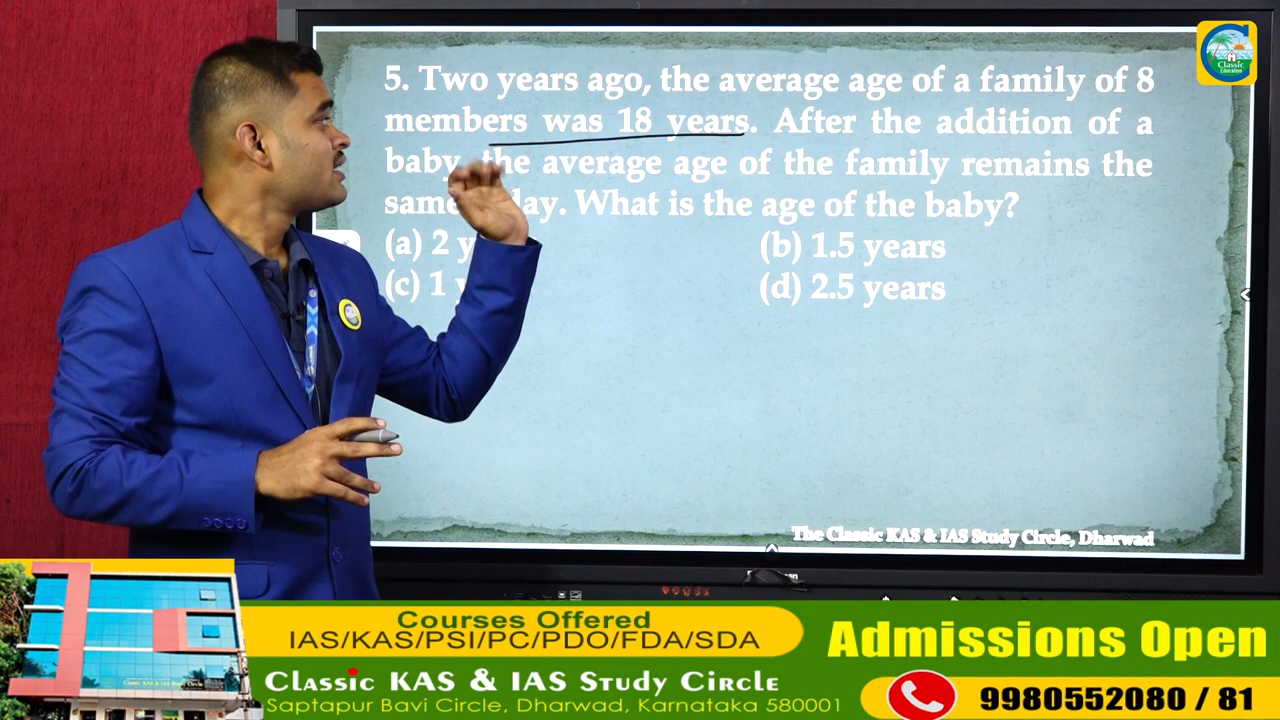 5. Two years ago, the average age of a family of 8
members was 18 years. After the addition of a
baby, the average age of the family remains the
same. What is the age of the baby?
(a) 2 y
(b) 1.5 years
(c) 1 y
(d) 2.5 years
The Classic KAS & IAS Study Circle, Dharwad
Classic
Education
Courses Offered
IAS/KAS/PSI/PC/PDO/FDA/SDA
Classic KAS & IAS Study Circle
Saptapur Bavi Circle, Dharwad, Karnataka 580001
Admissions Open
9980552080 / 81